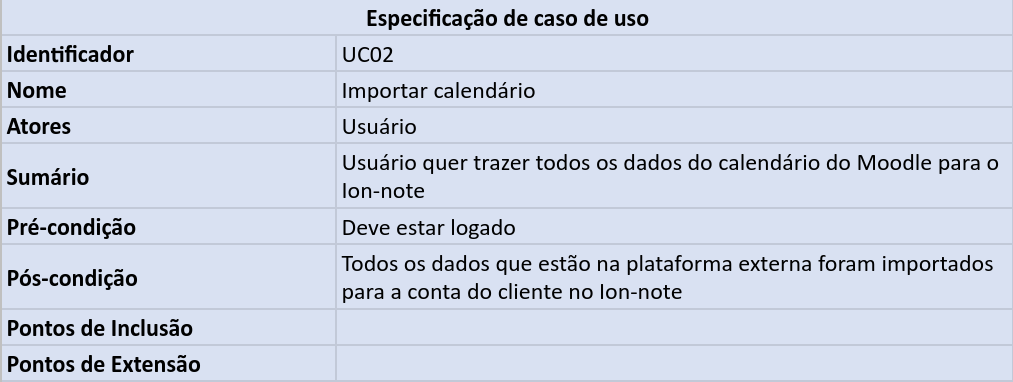 Especificação de caso de uso
Identificador UC02
Nome Importar calendário
Atores Usuário
Sumário Usuário quer trazer todos os dados do calendário do Moodle para o
Ion-note
Pré-condição Deve estar logado
Pós-condição Todos os dados que estão na plataforma externa foram importados
para a conta do cliente no Ion-note
Pontos de Inclusão
Pontos de Extensão